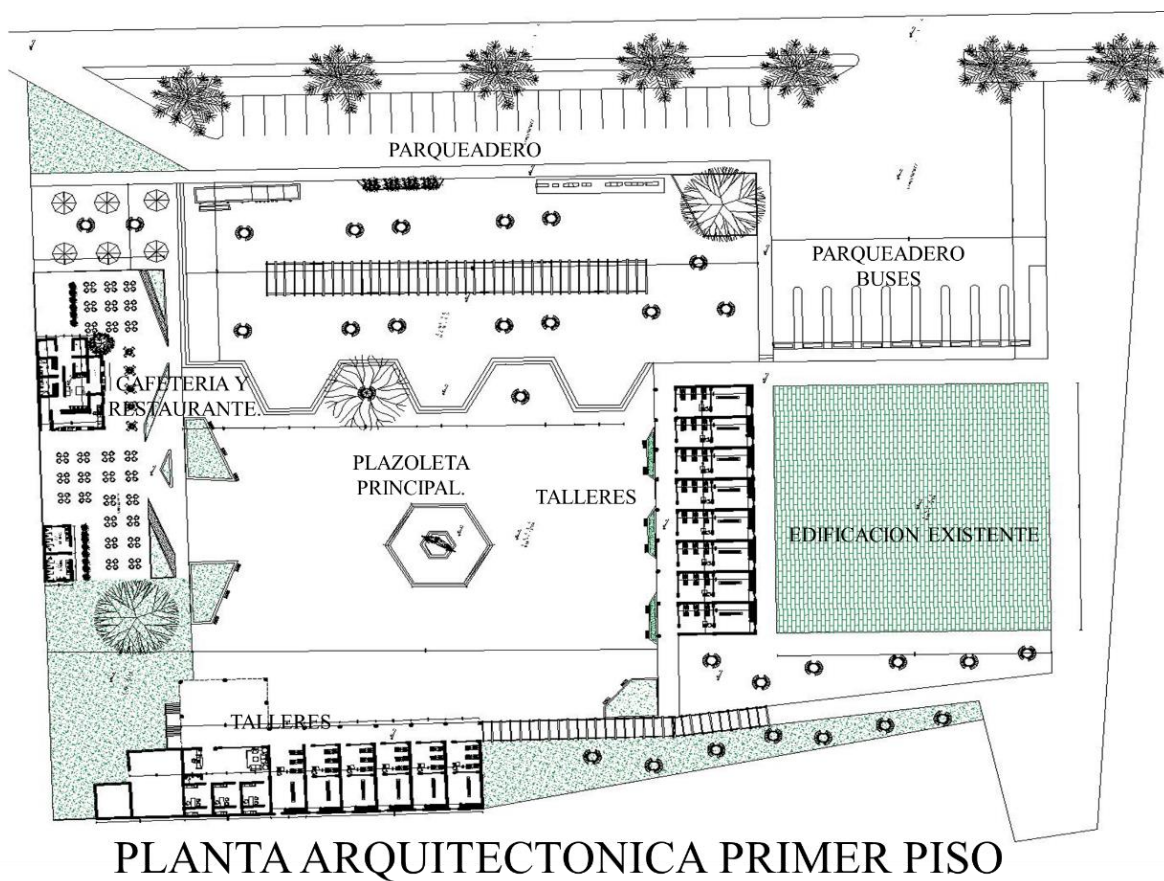 PARQUEADERO
PARQUEADERO
BUSES
CAFETERIA Y
RESTAURANTE.
PLAZOLETA
PRINCIPAL.
TALLERES
EDIFICACION EXISTENTE
TALLERES
PLANTA ARQUITECTONICA PRIMER PISO